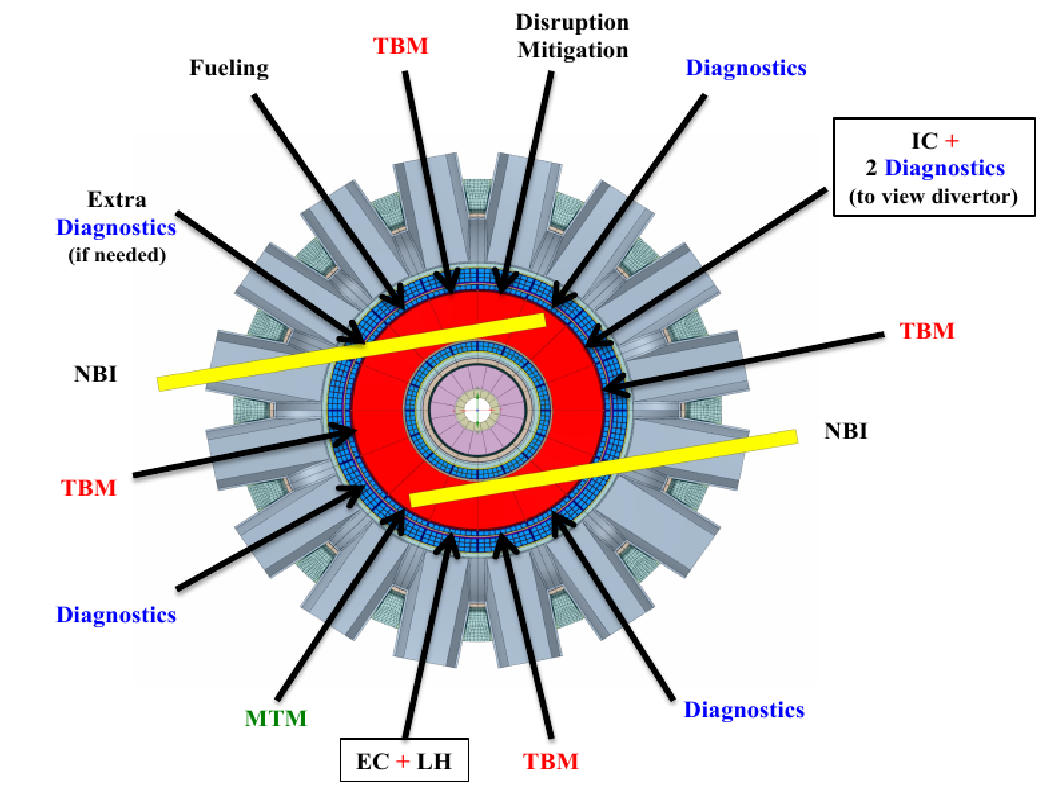 Disruption
Mitigation
TBM
Fueling
Diagnostics
IC +
2 Diagnostics
(to view divertor)
Extra
Diagnostics
(if needed)
TBM
NBI
NBI
TBM
Diagnostics
MTM
EC + LH
TBM
Diagnostics